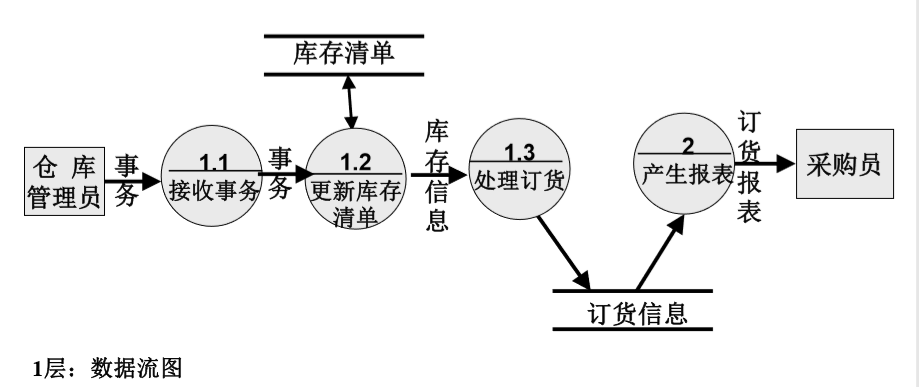 库存清单
仓 库
管理员
事务
1.1
接收事务
事务
1.2
更新库存
清单
库存信息
1.3
处理订货
2
产生报表
订货报表
采购员
订货信息
1层：数据流图